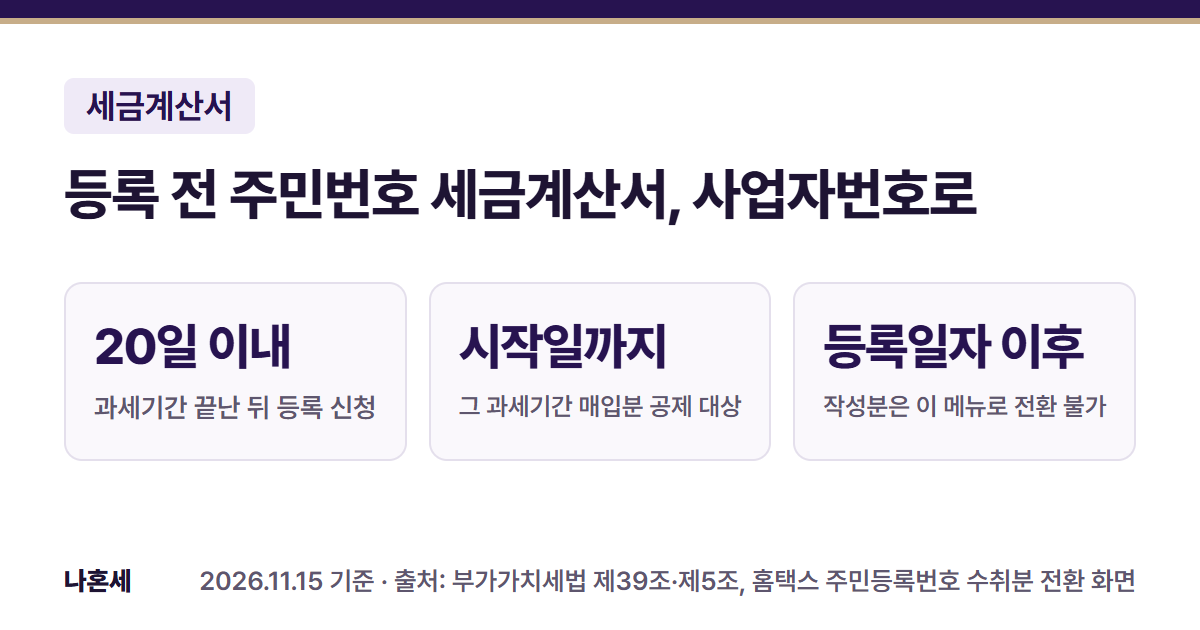 세금계산서
등록 전 주민번호 세금계산서, 사업자번호로
20일 이내
과세기간 끝난 뒤 등록 신청
시작일까지
그 과세기간 매입분 공제 대상
등록일자 이후
작성분은 이 메뉴로 전환 불가
나혼세
2026.11.15 기준 · 출처: 부가가치세법 제39조·제5조, 홈택스 주민등록번호 수취분 전환 화면